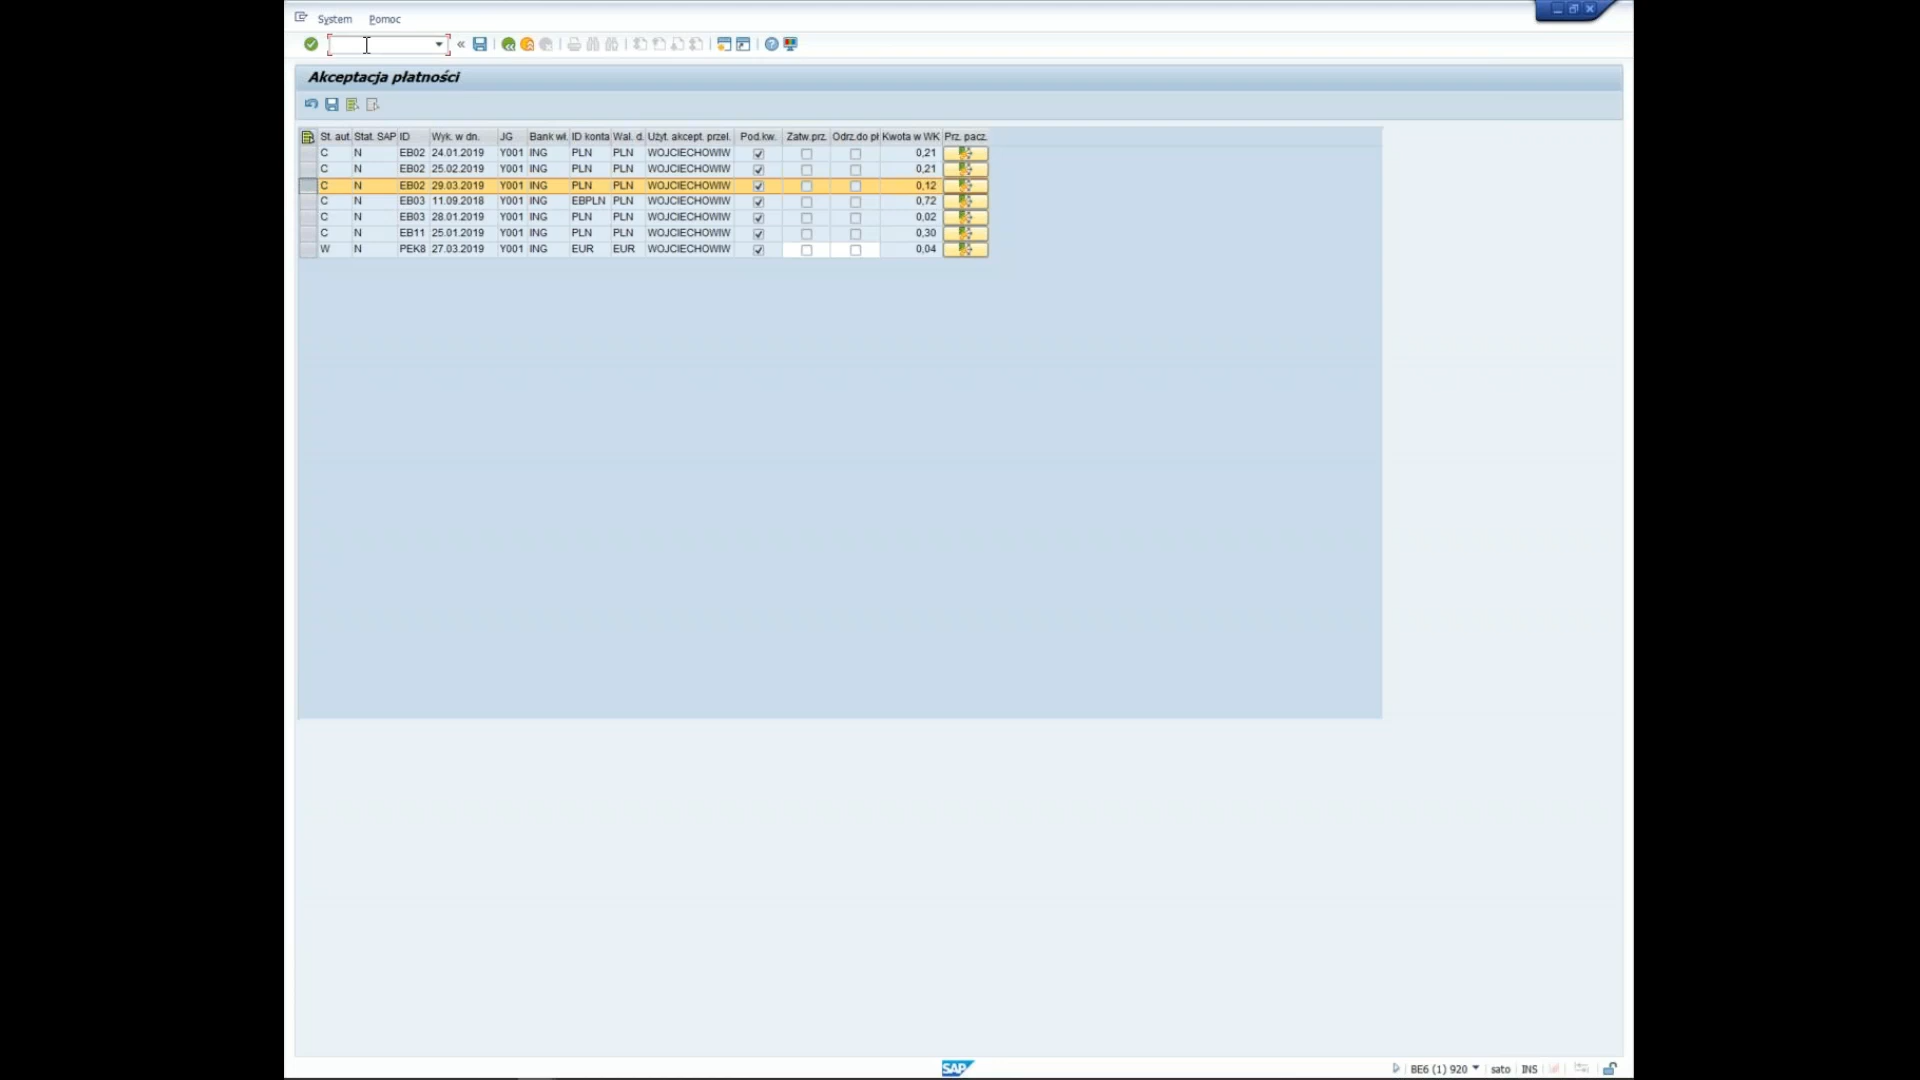 System Pomoc
Akceptacja płatności
St. aut. Stat. SAP ID Wyk. w dn. JG Bank wł. ID konta Wal. d. Użyt. akcept. przel. Pod.kw. Zatw.prz. Odrz.do pł Kwota w WK Prz. pacz.
C N EB02 24.01.2019 Y001 ING PLN PLN WOJCIECHOWIW 0,21
C N EB02 25.02.2019 Y001 ING PLN PLN WOJCIECHOWIW 0,21
C N EB02 29.03.2019 Y001 ING PLN PLN WOJCIECHOWIW 0,12
C N EB03 11.09.2018 Y001 ING EBPLN PLN WOJCIECHOWIW 0,72
C N EB03 28.01.2019 Y001 ING PLN PLN WOJCIECHOWIW 0,02
C N EB11 25.01.2019 Y001 ING PLN PLN WOJCIECHOWIW 0,30
W N PEK8 27.03.2019 Y001 ING EUR EUR WOJCIECHOWIW 0,04
SAP BE6 (1) 920 sato INS